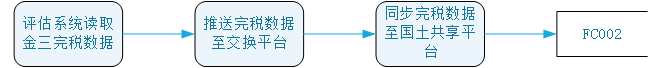 评估系统读取
金三完税数据
推送完税数据
至交换平台
同步完税数据
至国土共享平
台
FC002